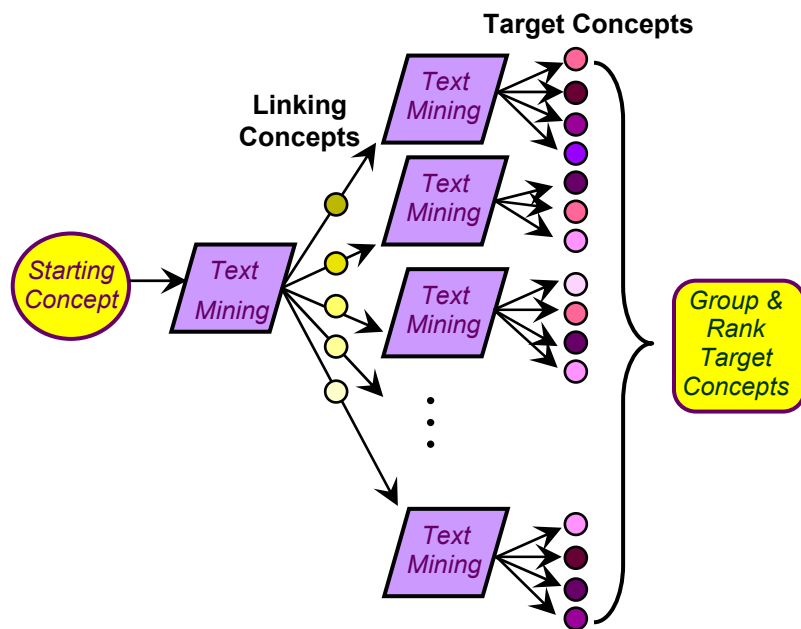 Target Concepts
Linking
Concepts
Text
Mining
Text
Mining
Starting
Concept
Text
Mining
Text
Mining
Group &
Rank
Target
Concepts
Text
Mining